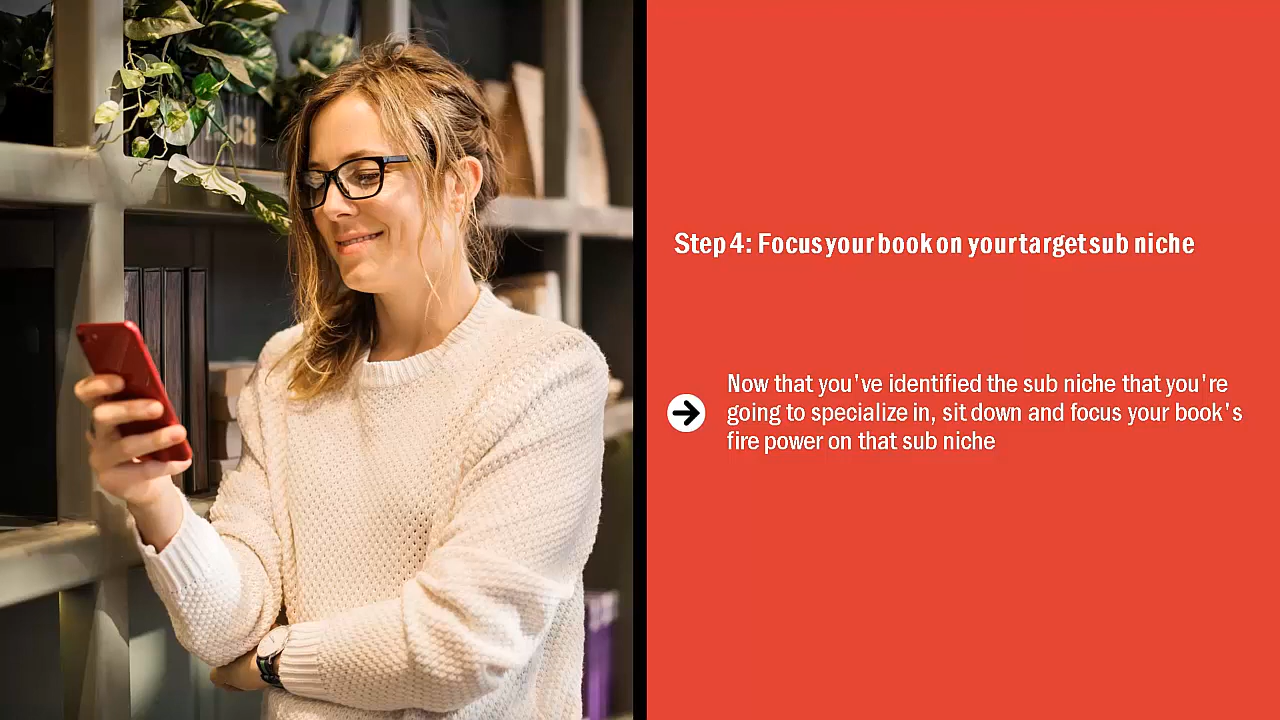 Step 4: Focus your book on your target sub niche
Now that you've identified the sub niche that you're
going to specialize in, sit down and focus your book's
fire power on that sub niche